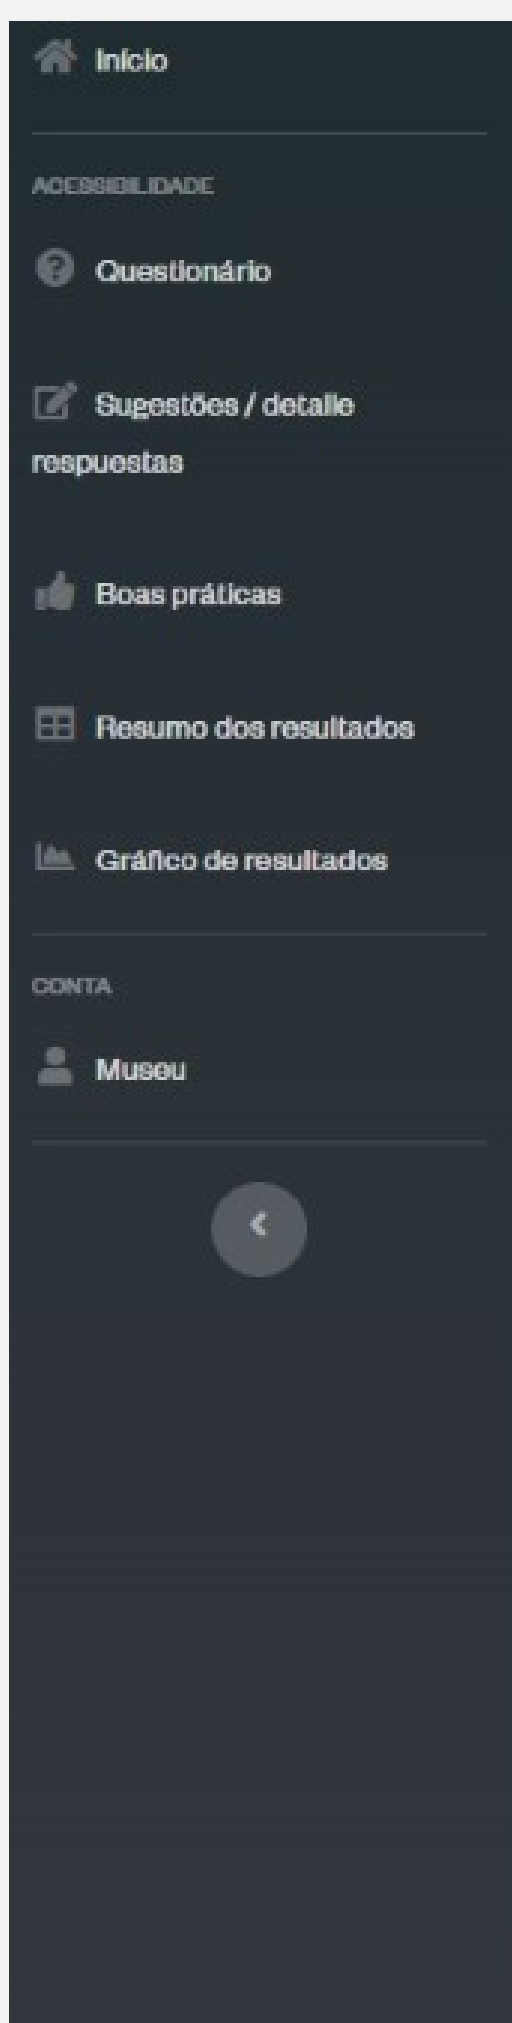 Início
ACESSIBILIDADE
Questionário
Sugestões / detalle
respuestas
Boas práticas
Resumo dos resultados
Gráfico de resultados
CONTA
Museu